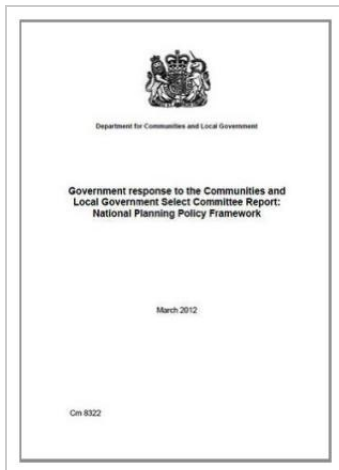 Department for Communities and Local Government
Government response to the Communities and
Local Government Select Committee Report:
National Planning Policy Framework
March 2012
Cm 8322